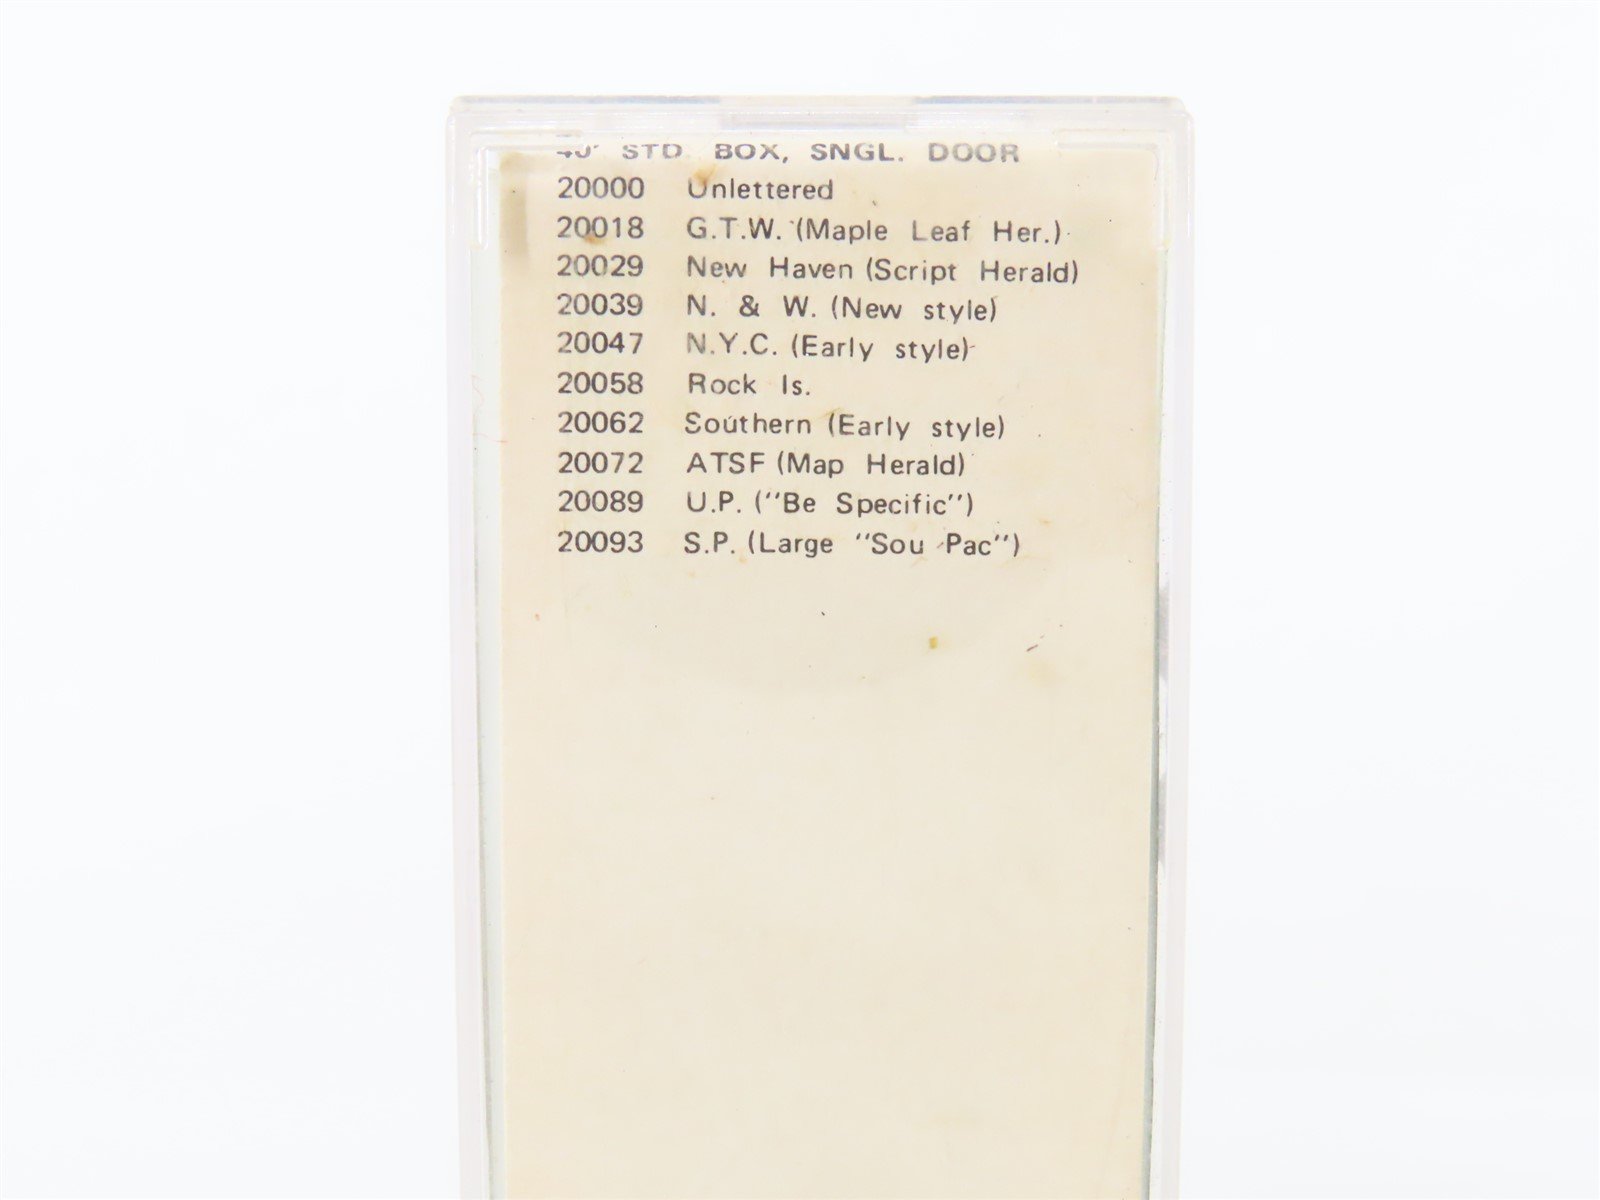 40' STD. BOX, SNGL. DOOR
20000 Unlettered
20018 G.T.W. (Maple Leaf Her.)
20029 New Haven (Script Herald)
20039 N. & W. (New style)
20047 N.Y.C. (Early style)
20058 Rock Is.
20062 Southern (Early style)
20072 ATSF (Map Herald)
20089 U.P. ("Be Specific")
20093 S.P. (Large "Sou Pac")